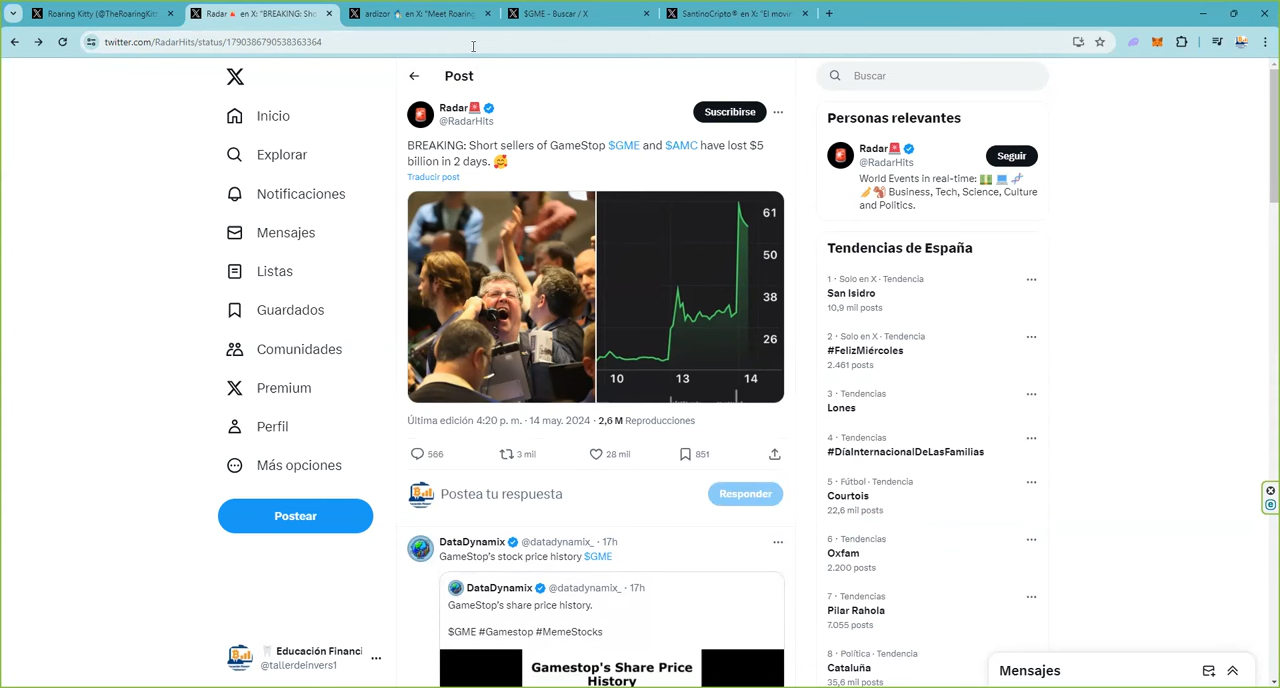 Roaring Kitty (@TheRoaringKitt
Radar en X: "BREAKING: Sho
ardizor en X: "Meet Roaring
$GME - Buscar / X
SantinoCripto® en X: "El movi
twitter.com/RadarHits/status/1790386790538363364
Inicio
Explorar
Notificaciones
Mensajes
Listas
Guardados
Comunidades
Premium
Perfil
Más opciones
Postear
Educación Financi
@tallerdeinvers1
Post
Radar
@RadarHits
Suscribirse
BREAKING: Short sellers of GameStop $GME and $AMC have lost $5
billion in 2 days.
Traducir post
61
50
38
26
10 13 14
Última edición 4:20 p. m. · 14 may. 2024 · 2,6 M Reproducciones
566 3 mil 28 mil 851
Postea tu respuesta
Responder
DataDynamix @datadynamix_ · 17h
GameStop's stock price history $GME
DataDynamix @datadynamix_ · 17h
GameStop's share price history.
$GME #Gamestop #MemeStocks
Gamestop's Share Price
History
Buscar
Personas relevantes
Radar
@RadarHits
Seguir
World Events in real-time:
Business, Tech, Science, Culture
and Politics.
Tendencias de España
1 · Solo en X · Tendencia
San Isidro
10,9 mil posts
2 · Solo en X · Tendencia
#FelizMiércoles
2.461 posts
3 · Tendencias
Lones
4 · Tendencias
#DíaInternacionalDeLasFamilias
5 · Fútbol · Tendencia
Courtois
22,6 mil posts
6 · Tendencias
Oxfam
2.200 posts
7 · Tendencias
Pilar Rahola
7.055 posts
8 · Política · Tendencia
Cataluña
35,6 mil posts
Mensajes